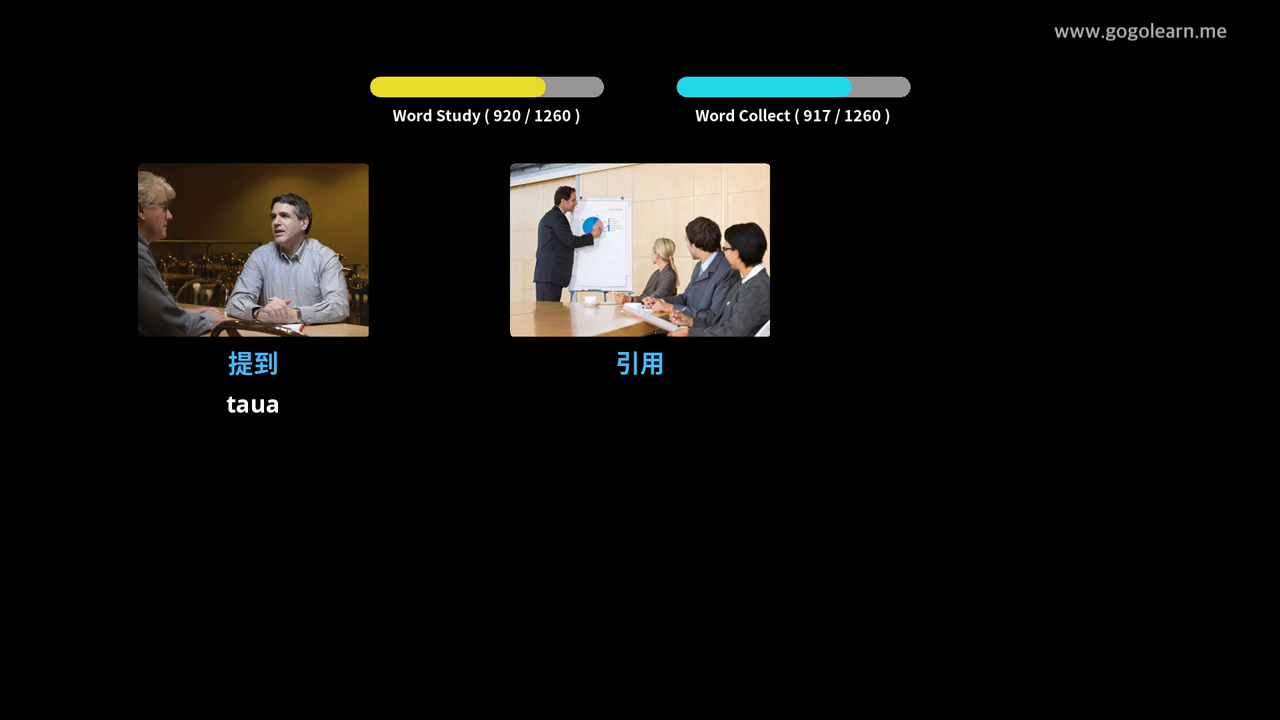 www.gogolearn.me
Word Study ( 920 / 1260 )
Word Collect ( 917 / 1260 )
提到
引用
taua